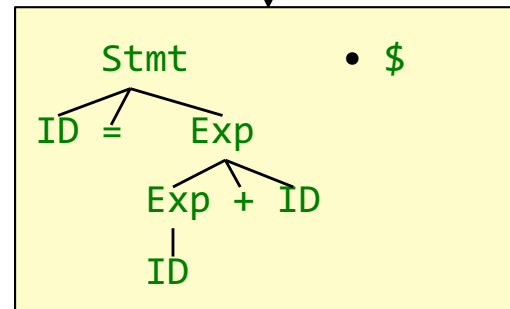 Stmt • $
ID = Exp
Exp + ID
ID